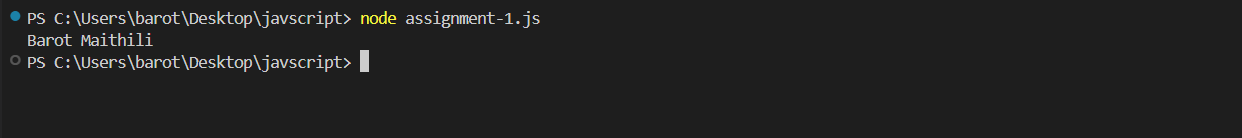 PS C:\Users\barot\Desktop\javscript> node assignment-1.js
Barot Maithili
PS C:\Users\barot\Desktop\javscript>